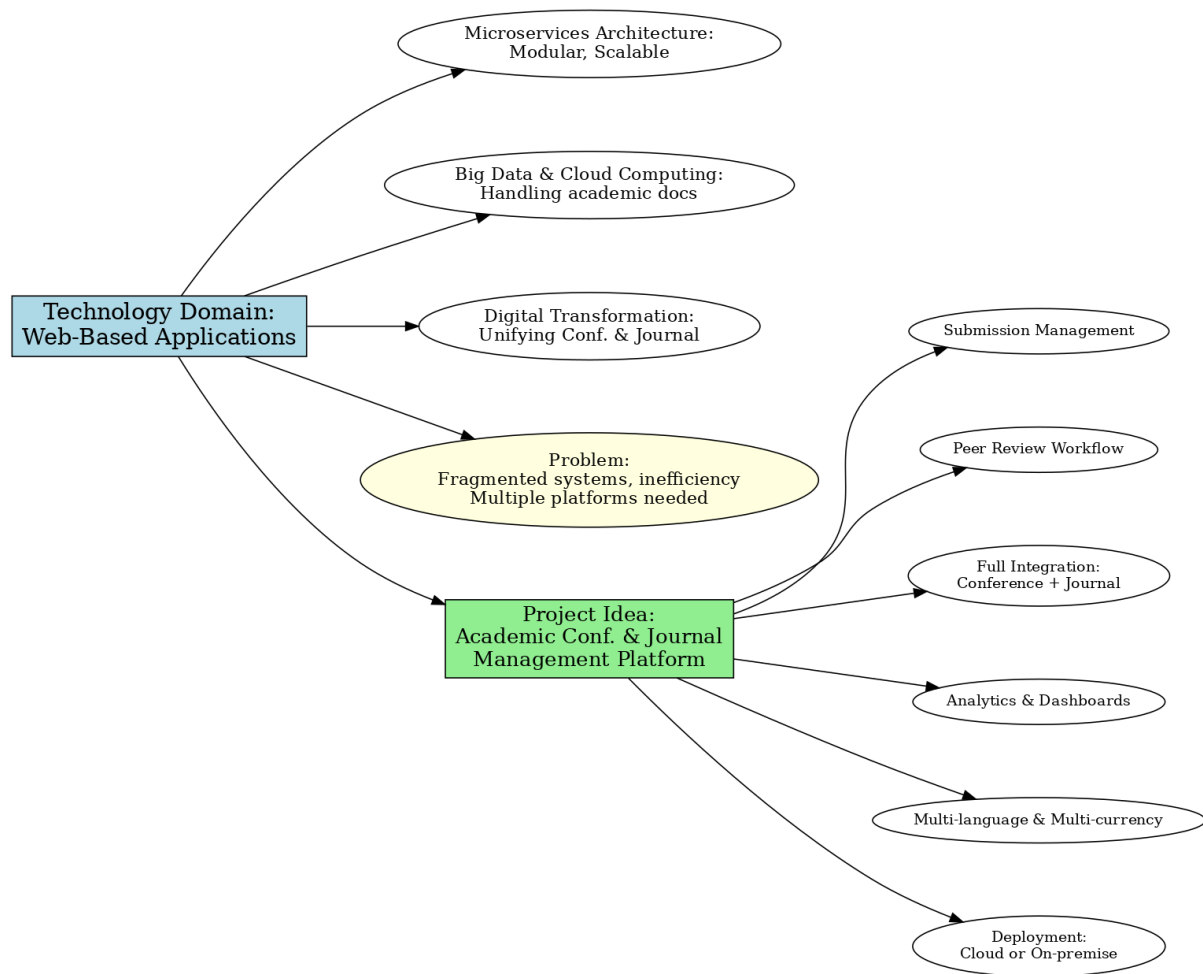 Microservices Architecture:
Modular, Scalable
Big Data & Cloud Computing:
Handling academic docs
Technology Domain:
Web-Based Applications
Digital Transformation:
Unifying Conf. & Journal
Submission Management
Problem:
Fragmented systems, inefficiency
Multiple platforms needed
Peer Review Workflow
Full Integration:
Conference + Journal
Project Idea:
Academic Conf. & Journal
Management Platform
Analytics & Dashboards
Multi-language & Multi-currency
Deployment:
Cloud or On-premise